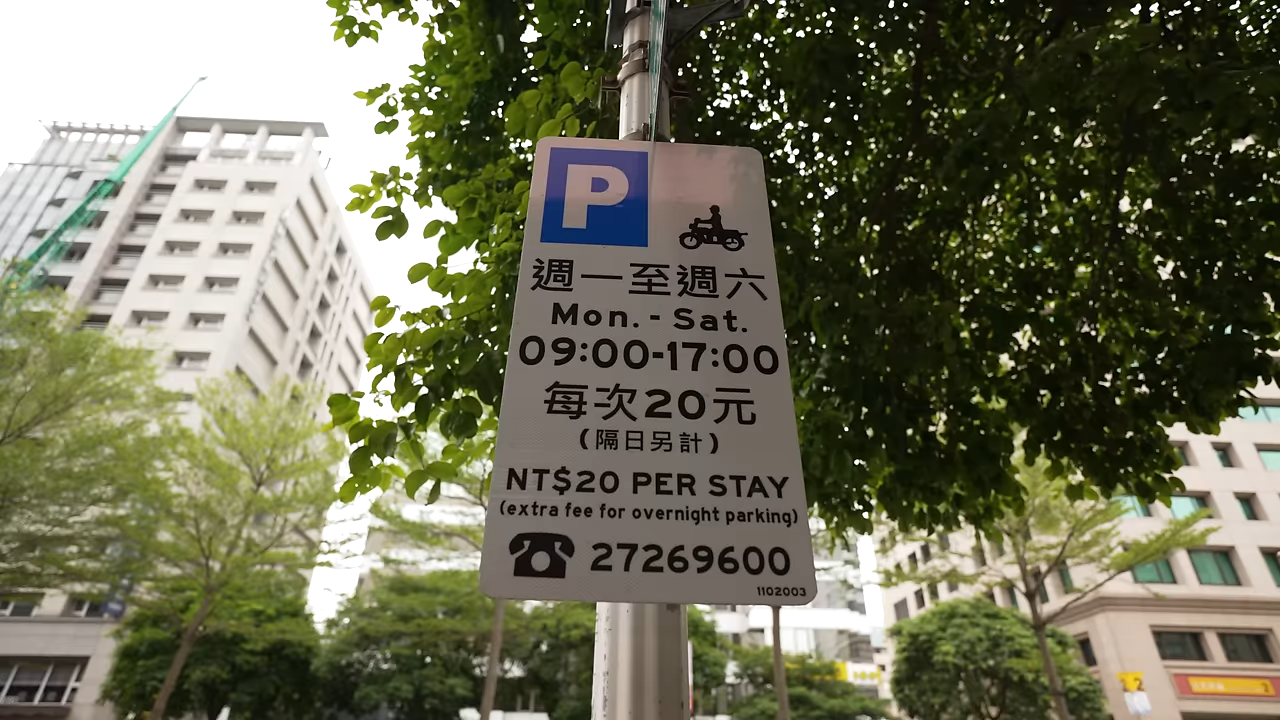 P
週一至週六
Mon. - Sat.
09:00-17:00
每次20元
(隔日另計)
NT$20 PER STAY
(extra fee for overnight parking)
27269600
1102003